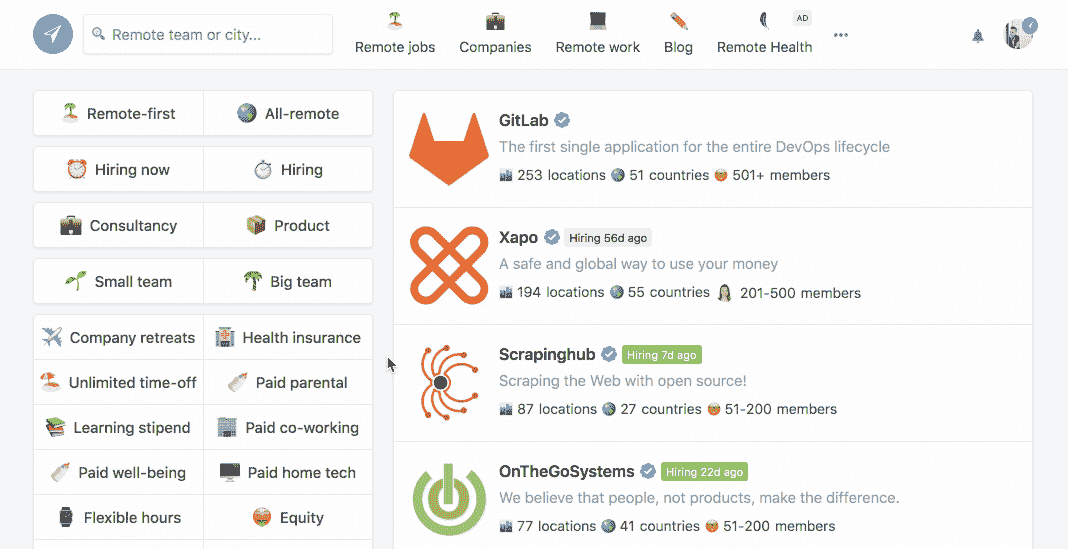 Remote team or city...
Remote jobs
Companies
Remote work
Blog
AD
Remote Health
Remote-first
All-remote
Hiring now
Hiring
Consultancy
Product
Small team
Big team
Company retreats
Health insurance
Unlimited time-off
Paid parental
Learning stipend
Paid co-working
Paid well-being
Paid home tech
Flexible hours
Equity
GitLab
The first single application for the entire DevOps lifecycle
253 locations 51 countries 501+ members
Xapo Hiring 56d ago
A safe and global way to use your money
194 locations 55 countries 201-500 members
Scrapinghub Hiring 7d ago
Scraping the Web with open source!
87 locations 27 countries 51-200 members
OnTheGoSystems Hiring 22d ago
We believe that people, not products, make the difference.
77 locations 41 countries 51-200 members